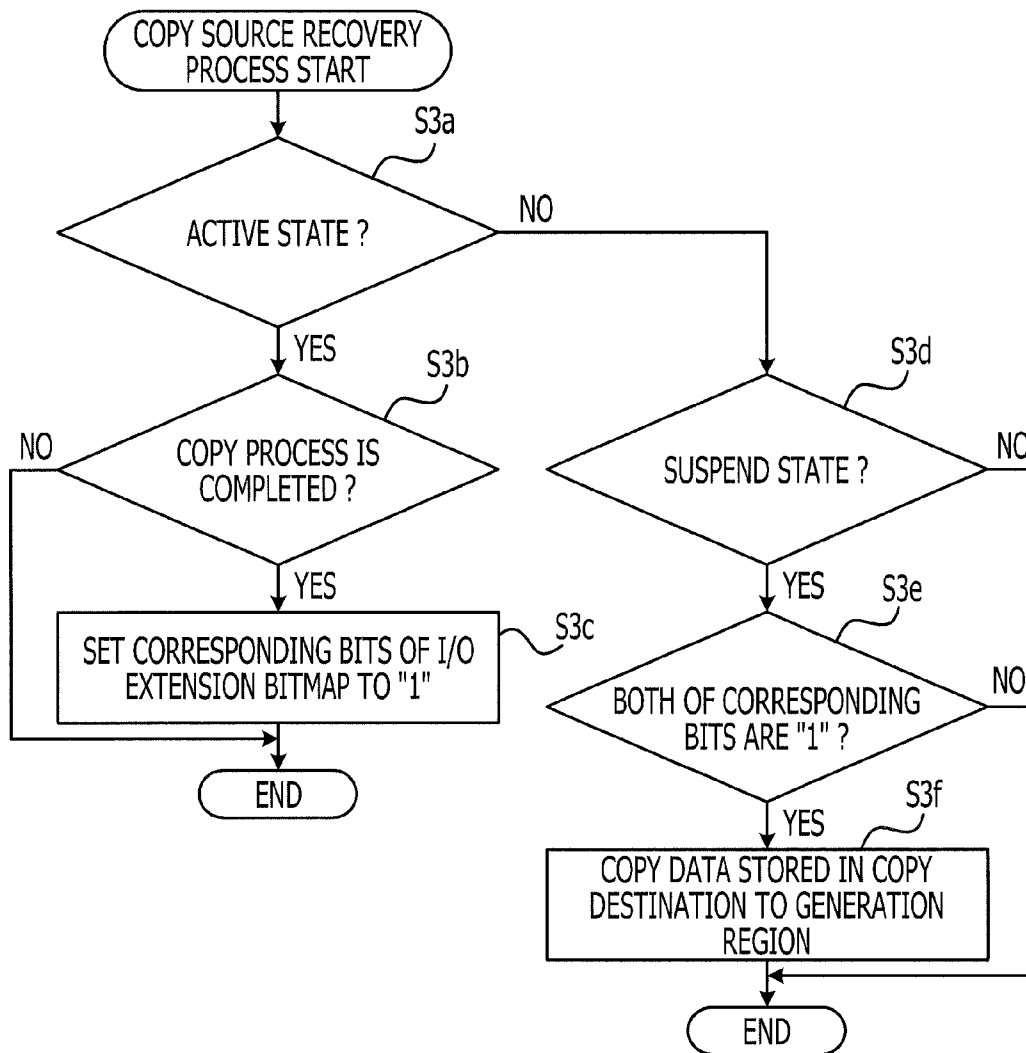 COPY SOURCE RECOVERY
PROCESS START
S3a
ACTIVE STATE ?
NO
YES
S3b
S3d
NO
COPY PROCESS IS
COMPLETED ?
SUSPEND STATE ?
NO
YES
YES
S3e
SET CORRESPONDING BITS OF I/O
EXTENSION BITMAP TO "1"
S3c
BOTH OF CORRESPONDING
BITS ARE "1" ?
NO
END
YES
S3f
COPY DATA STORED IN COPY
DESTINATION TO GENERATION
REGION
END